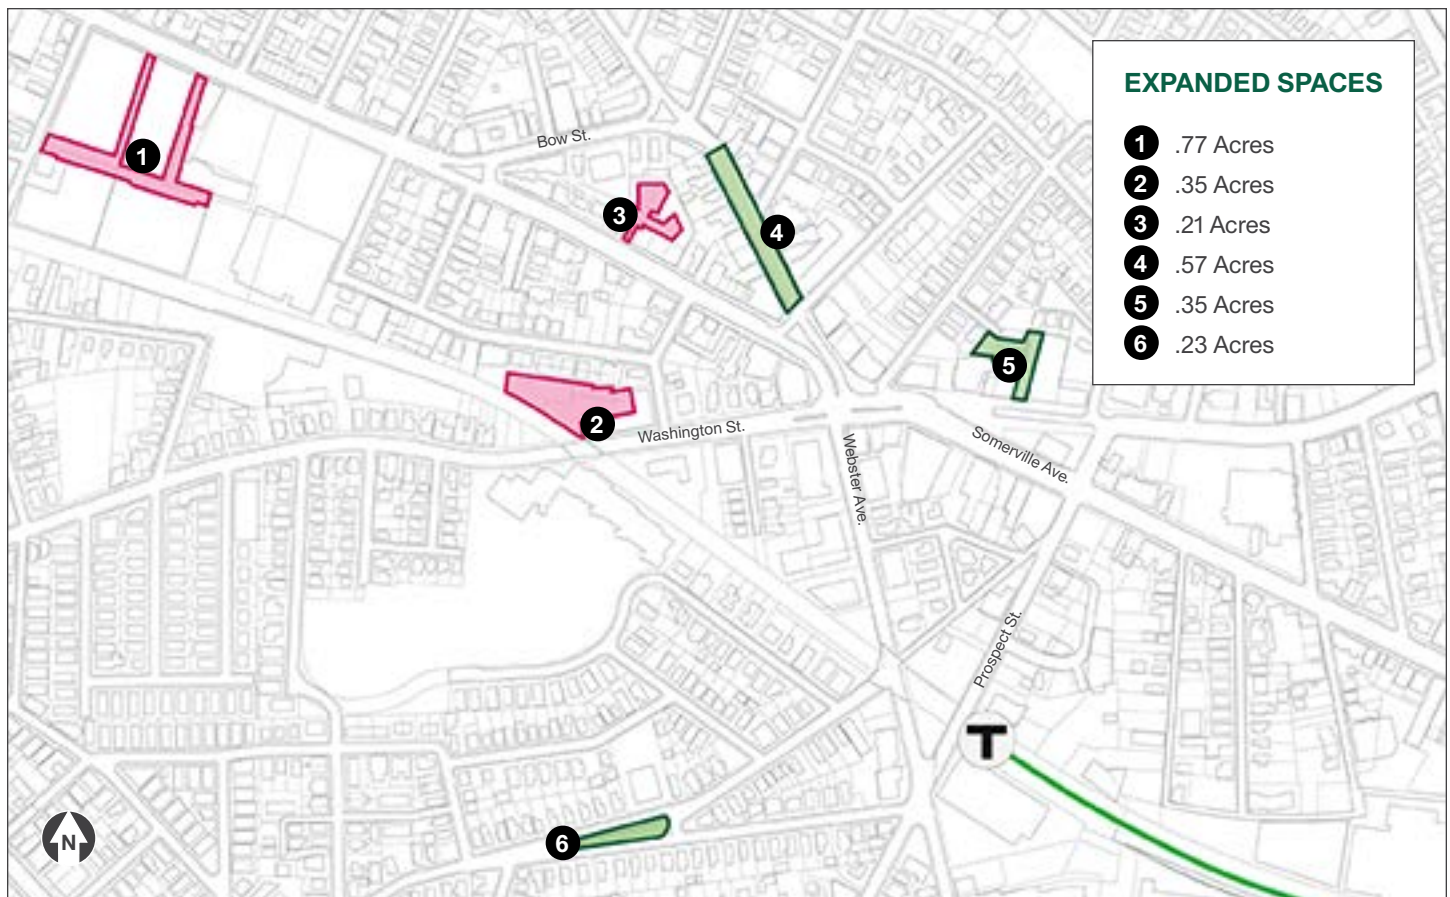 EXPANDED SPACES
1 .77 Acres
2 .35 Acres
3 .21 Acres
4 .57 Acres
5 .35 Acres
6 .23 Acres
Bow St.
1
3
4
5
2
Washington St.
Somerville Ave.
Webster Ave.
Prospect St.
T
6
N